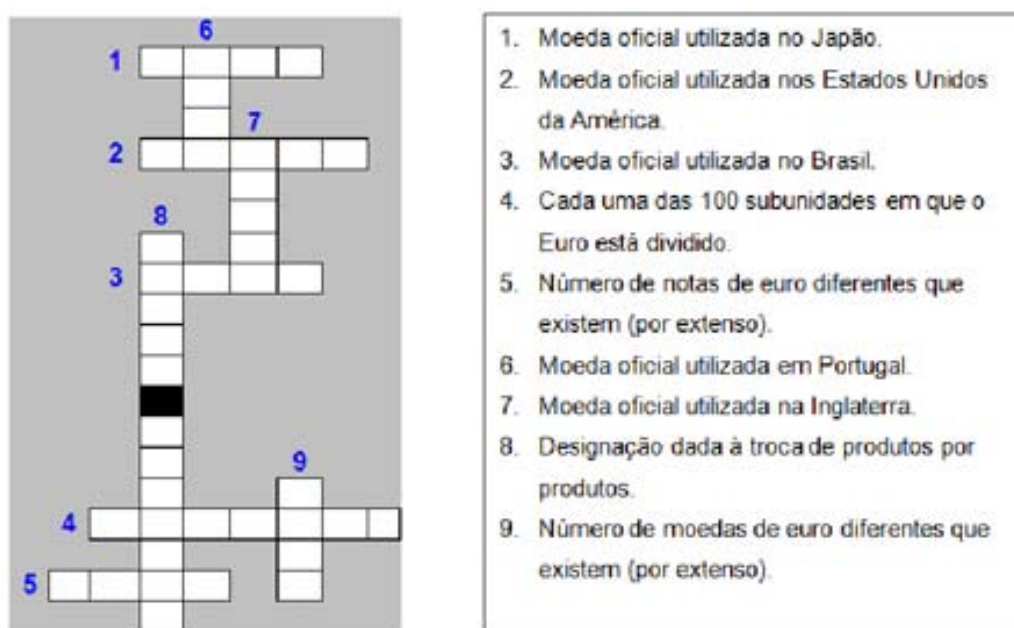 6
1
7
2
8
3
9
4
5
1. Moeda oficial utilizada no Japão.
2. Moeda oficial utilizada nos Estados Unidos
da América.
3. Moeda oficial utilizada no Brasil.
4. Cada uma das 100 subunidades em que o
Euro está dividido.
5. Número de notas de euro diferentes que
existem (por extenso).
6. Moeda oficial utilizada em Portugal.
7. Moeda oficial utilizada na Inglaterra.
8. Designação dada à troca de produtos por
produtos.
9. Número de moedas de euro diferentes que
existem (por extenso).